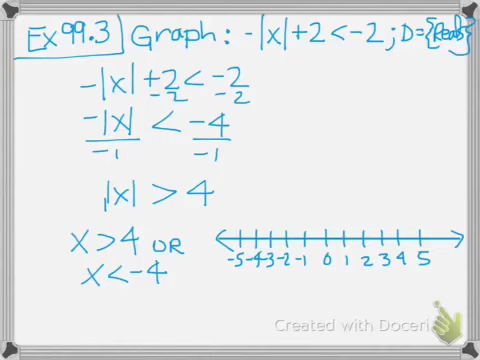 Ex 99.3 Graph: -|x|+2<-2; D={Reals}
-|x|+2<-2
-2 -2
-|x| < -4
-1 -1
|x| > 4
x>4 OR
x<-4
-5 -4 -3 -2 -1 0 1 2 3 4 5
Created with Doceri